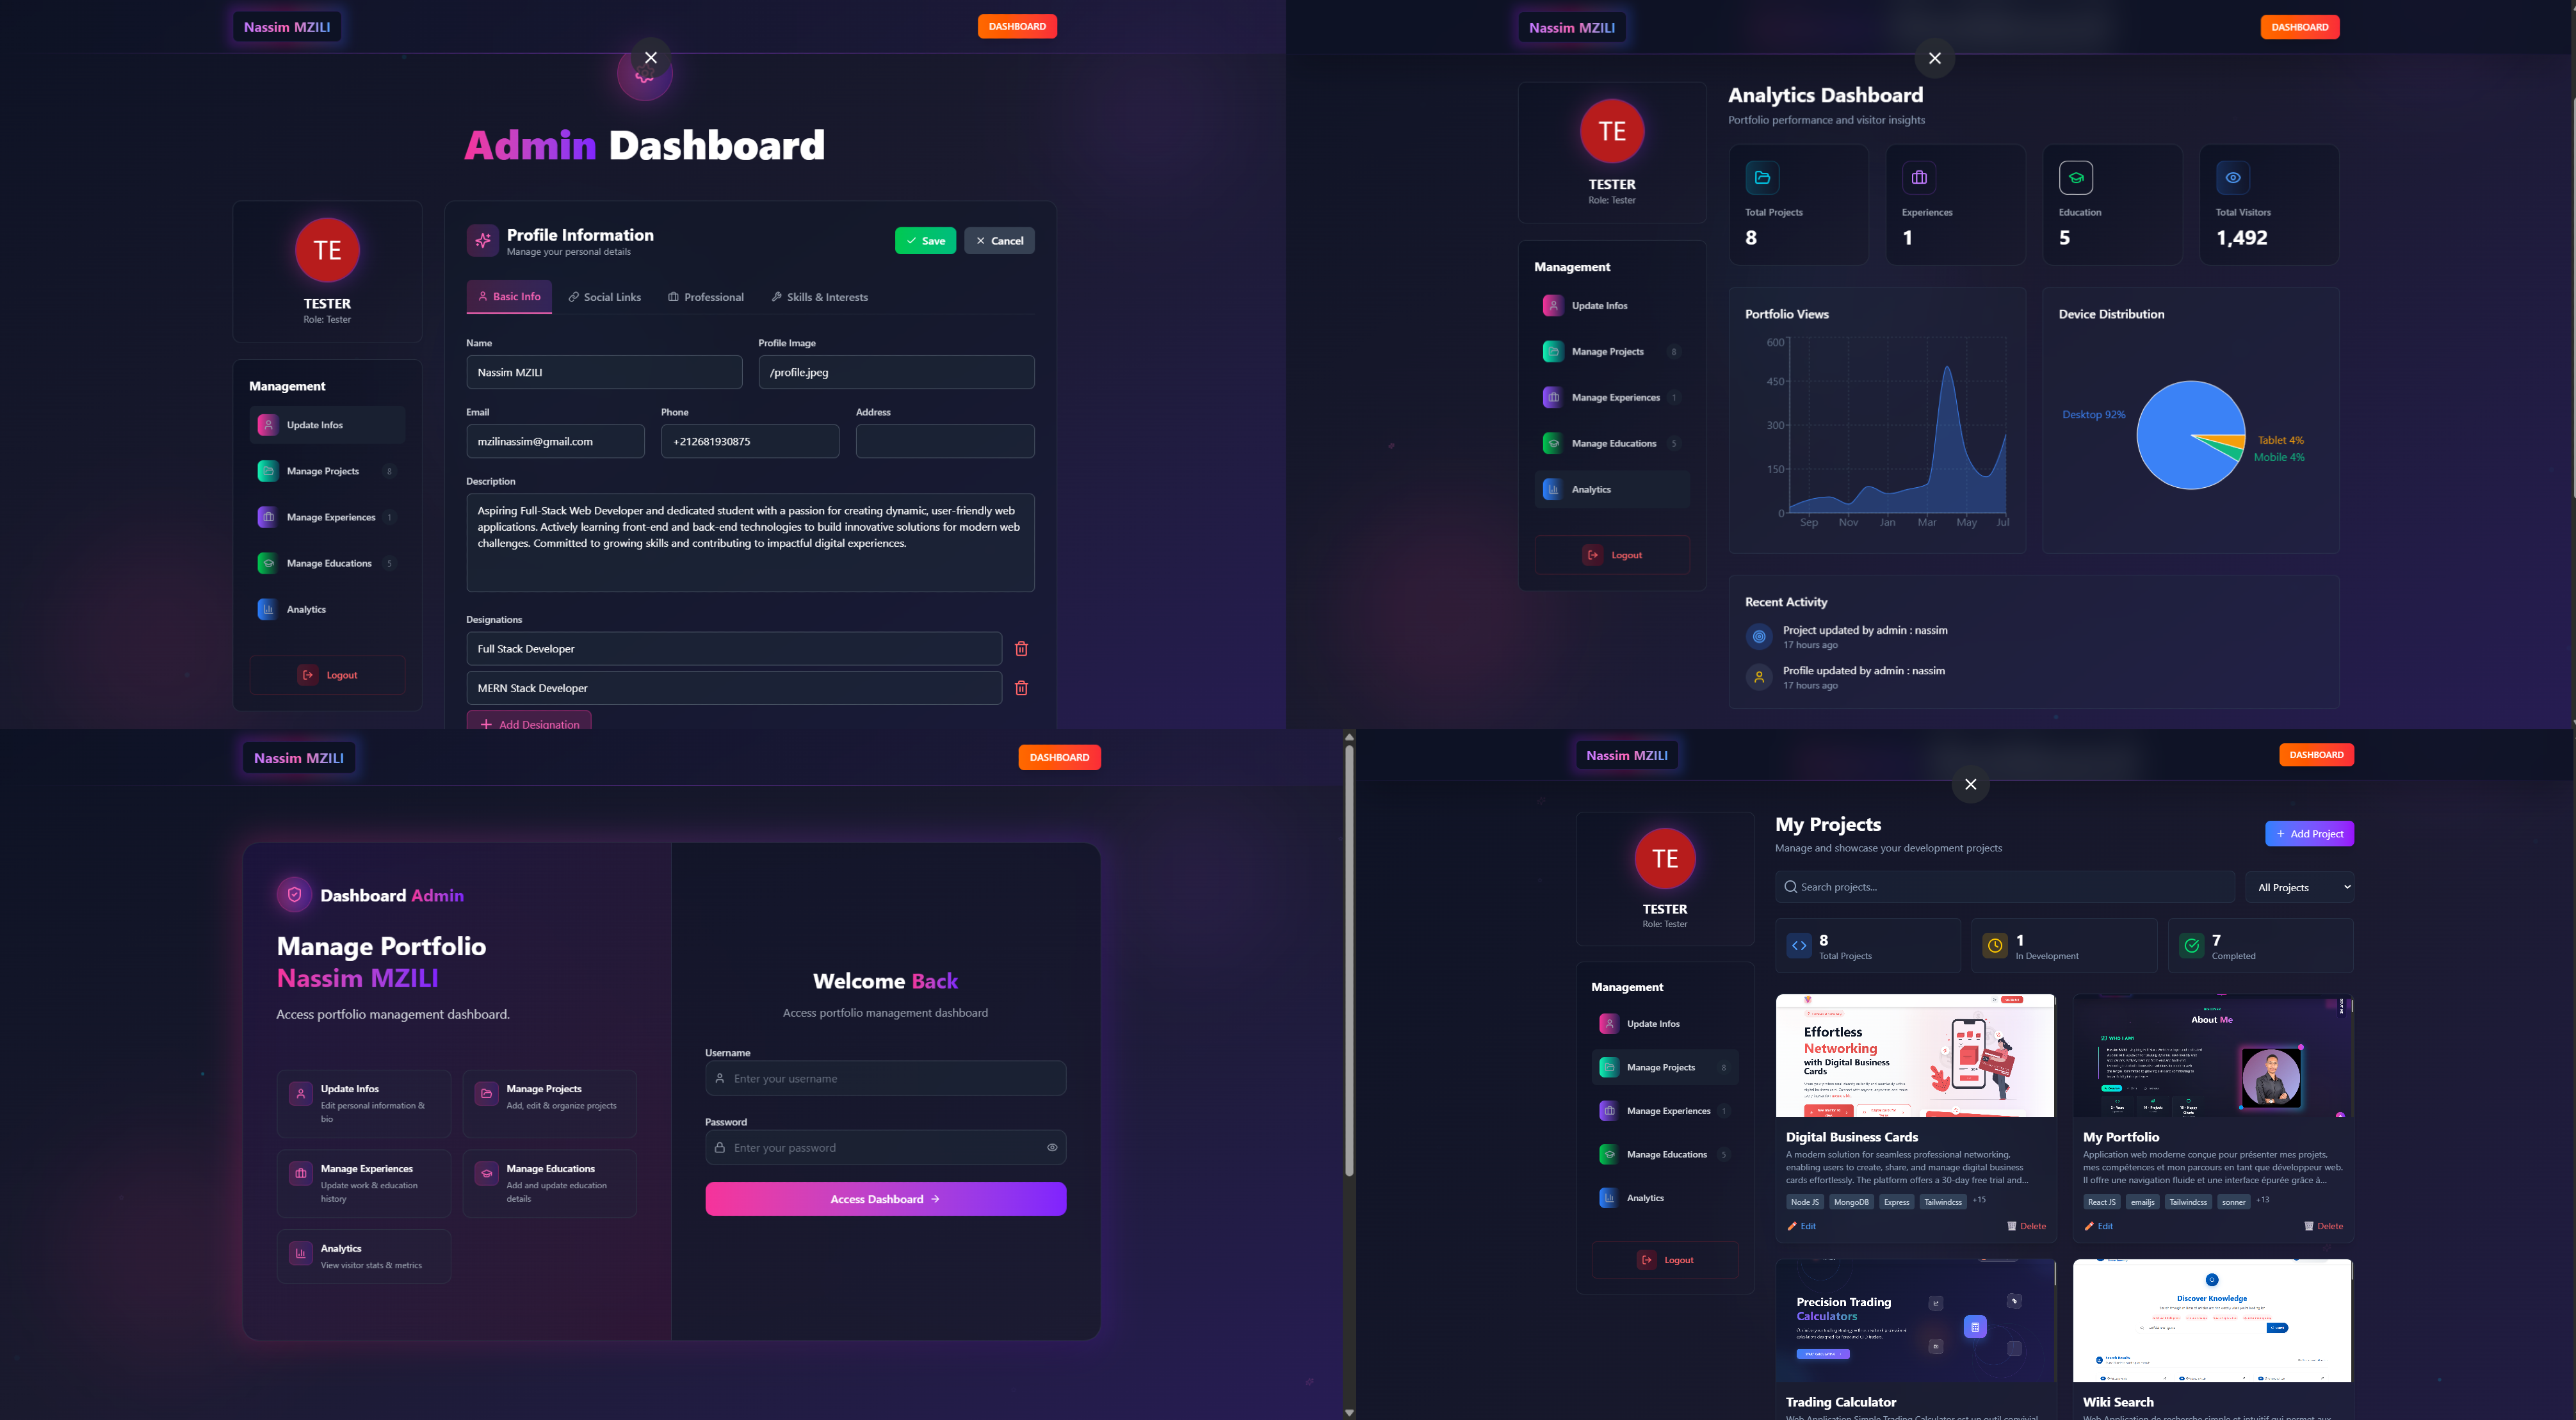 Nassim MZILI
DASHBOARD
Admin Dashboard
TE
TESTER
Role: Tester
Management
Update Infos
Manage Projects 8
Manage Experiences 1
Manage Educations 5
Analytics
Logout
Profile Information
Manage your personal details
Save
Cancel
Basic Info
Social Links
Professional
Skills & Interests
Name
Profile Image
Nassim MZILI
/profile.jpeg
Email
Phone
Address
mzilinassim@gmail.com
+212681930875
Description
Aspiring Full-Stack Web Developer and dedicated student with a passion for creating dynamic, user-friendly web
applications. Actively learning front-end and back-end technologies to build innovative solutions for modern web
challenges. Committed to growing skills and contributing to impactful digital experiences.
Designations
Full Stack Developer
MERN Stack Developer
Add Designation
Nassim MZILI
DASHBOARD
TE
TESTER
Role: Tester
Management
Update Infos
Manage Projects 8
Manage Experiences 1
Manage Educations 5
Analytics
Logout
Analytics Dashboard
Portfolio performance and visitor insights
Total Projects
8
Experiences
1
Education
5
Total Visitors
1,492
Portfolio Views
600
450
300
150
0
Sep Nov Jan Mar May Jul
Device Distribution
Desktop 92%
Tablet 4%
Mobile 4%
Recent Activity
Project updated by admin : nassim
17 hours ago
Profile updated by admin : nassim
17 hours ago
Nassim MZILI
DASHBOARD
Dashboard Admin
Manage Portfolio
Nassim MZILI
Access portfolio management dashboard.
Update Infos
Edit personal information &
bio
Manage Projects
Add, edit & organize projects
Manage Experiences
Update work & education
history
Manage Educations
Add and update education
details
Analytics
View visitor stats & metrics
Welcome Back
Access portfolio management dashboard
Username
Enter your username
Password
Enter your password
Access Dashboard
Nassim MZILI
DASHBOARD
TE
TESTER
Role: Tester
Management
Update Infos
Manage Projects 8
Manage Experiences 1
Manage Educations 5
Analytics
Logout
My Projects
Manage and showcase your development projects
Add Project
Search projects...
All Projects
8
Total Projects
1
In Development
7
Completed
Effortless
Networking
with Digital Business
Cards
Digital Business Cards
A modern solution for seamless professional networking,
enabling users to create, share, and manage digital business
cards effortlessly. The platform offers a 30-day free trial and...
Node JS MongoDB Express Tailwindcss +15
Edit
Delete
About Me
WHO I AM?
My Portfolio
Application web moderne conçue pour présenter mes projets,
mes compétences et mon parcours en tant que développeur web.
Il offre une navigation fluide et une interface épurée grâce à...
React JS emailjs Tailwindcss sonner +13
Edit
Delete
Precision Trading
Calculators
Trading Calculator
Discover Knowledge
Wiki Search